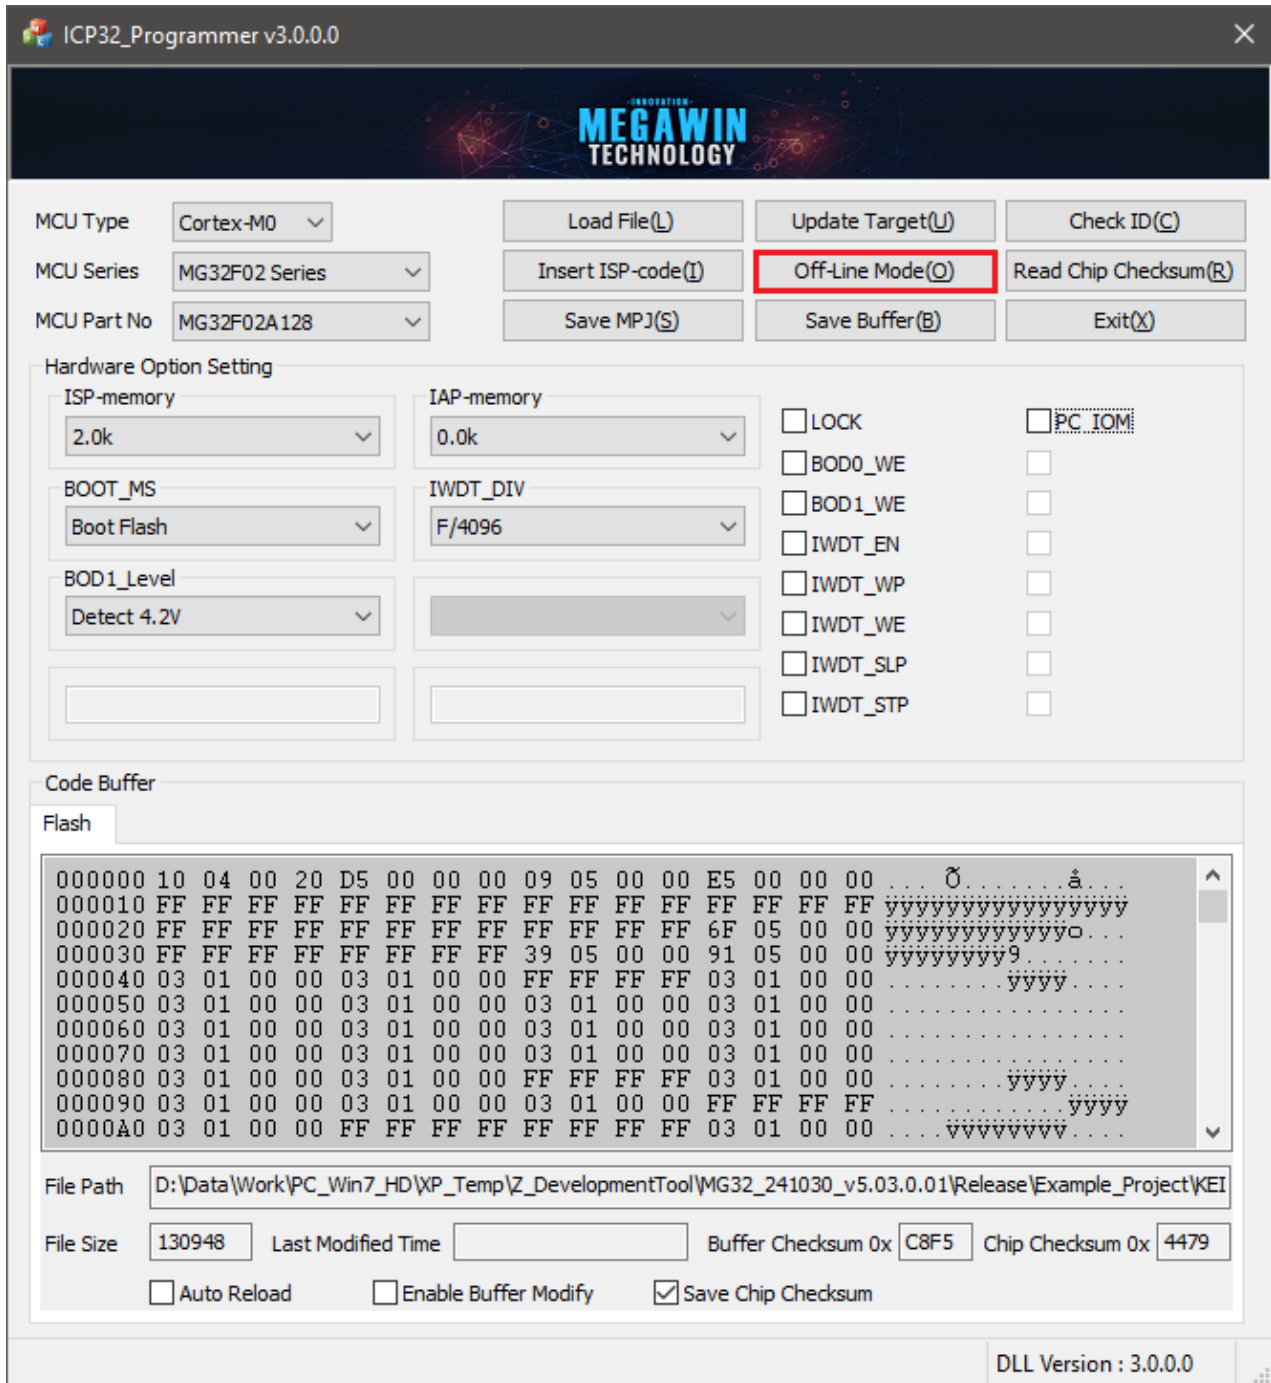 ICP32_Programmer v3.0.0.0
INNOVATION
MEGAWIN
TECHNOLOGY
MCU Type Cortex-M0 Load File(L) Update Target(U) Check ID(C)
MCU Series MG32F02 Series Insert ISP-code(I) Off-Line Mode(O) Read Chip Checksum(R)
MCU Part No MG32F02A128 Save MPJ(S) Save Buffer(B) Exit(X)
Hardware Option Setting
ISP-memory IAP-memory
2.0k 0.0k LOCK PC_IOM
BOD0_WE
BOOT_MS IWDT_DIV
BOD1_WE
Boot Flash F/4096
IWDT_EN
BOD1_Level IWDT_WP
Detect 4.2V IWDT_WE
IWDT_SLP
IWDT_STP
Code Buffer
Flash
000000 10 04 00 20 D5 00 00 00 09 05 00 00 E5 00 00 00 ... Õ.......å...
000010 FF FF FF FF FF FF FF FF FF FF FF FF FF FF FF FF ÿÿÿÿÿÿÿÿÿÿÿÿÿÿÿÿ
000020 FF FF FF FF FF FF FF FF FF FF FF FF 6F 05 00 00 ÿÿÿÿÿÿÿÿÿÿÿÿo...
000030 FF FF FF FF FF FF FF FF 39 05 00 00 91 05 00 00 ÿÿÿÿÿÿÿÿ9.......
000040 03 01 00 00 03 01 00 00 FF FF FF FF 03 01 00 00 ........ÿÿÿÿ....
000050 03 01 00 00 03 01 00 00 03 01 00 00 03 01 00 00 ................
000060 03 01 00 00 03 01 00 00 03 01 00 00 03 01 00 00 ................
000070 03 01 00 00 03 01 00 00 03 01 00 00 03 01 00 00 ................
000080 03 01 00 00 03 01 00 00 FF FF FF FF 03 01 00 00 ........ÿÿÿÿ....
000090 03 01 00 00 03 01 00 00 03 01 00 00 FF FF FF FF ............ÿÿÿÿ
0000A0 03 01 00 00 FF FF FF FF FF FF FF FF 03 01 00 00 ....ÿÿÿÿÿÿÿÿ....
File Path D:\Data\Work\PC_Win7_HD\XP_Temp\Z_DevelopmentTool\MG32_241030_v5.03.0.01\Release\Example_Project\KEI
File Size 130948 Last Modified Time Buffer Checksum 0x C8F5 Chip Checksum 0x 4479
Auto Reload Enable Buffer Modify Save Chip Checksum
DLL Version : 3.0.0.0